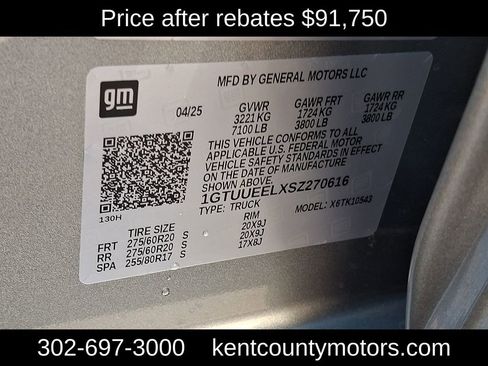 Price after rebates $91,750
gm
MFD BY GENERAL MOTORS LLC
04/25
GVWR GAWR FRT GAWR RR
3221 KG 1724 KG 1724 KG
7100 LB 3800 LB 3800 LB
THIS VEHICLE CONFORMS TO ALL
APPLICABLE U.S. FEDERAL MOTOR
VEHICLE SAFETY STANDARDS IN EFFECT
ON THE DATE OF MANUFACTURE
SHOWN ABOVE.
1GTUUEELXSZ270616
TYPE: TRUCK MODEL: X6TK10543
130H
TIRE SIZE RIM
FRT 275/60R20 S 20X9J
RR 275/60R20 S 20X9J
SPA 255/80R17 S 17X8J
302-697-3000 kentcountymotors.com